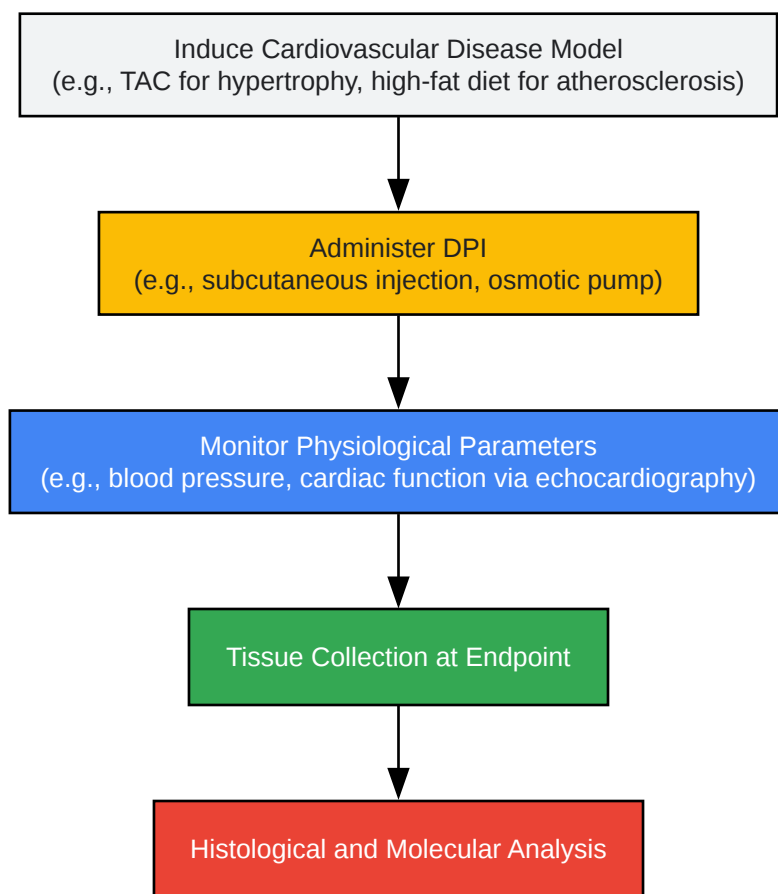 Induce Cardiovascular Disease Model
(e.g., TAC for hypertrophy, high-fat diet for atherosclerosis)
Administer DPI
(e.g., subcutaneous injection, osmotic pump)
Monitor Physiological Parameters
(e.g., blood pressure, cardiac function via echocardiography)
Tissue Collection at Endpoint
Histological and Molecular Analysis